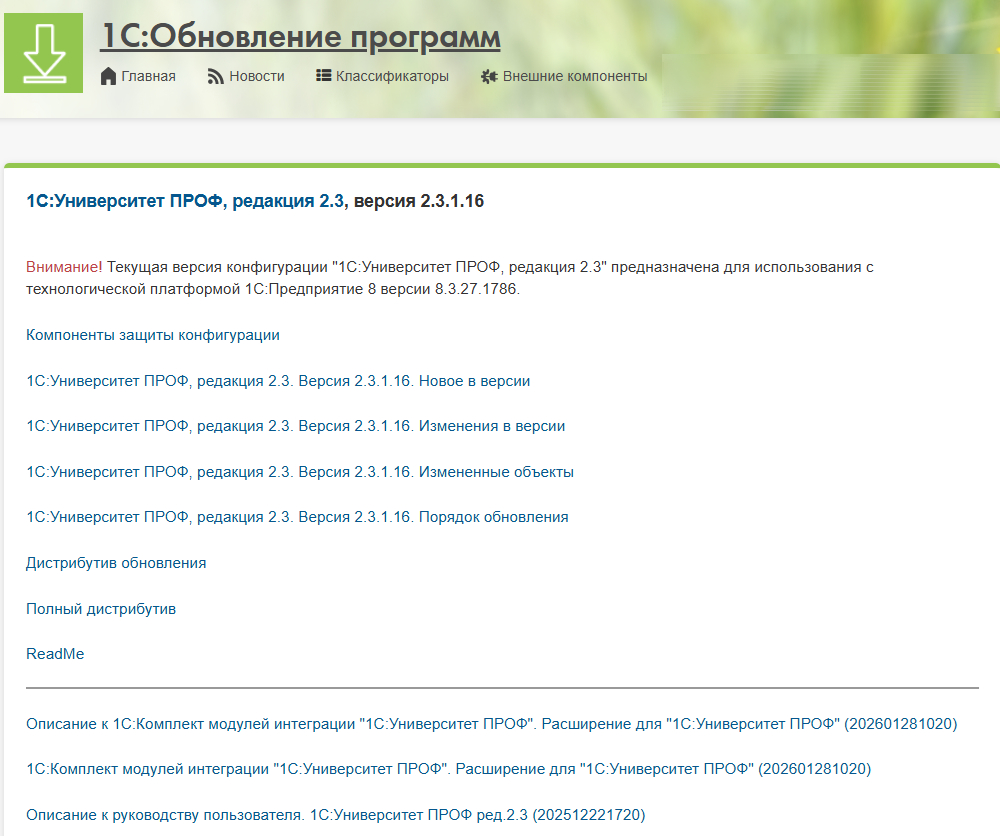 1С:Обновление программ
Главная
Новости
Классификаторы
Внешние компоненты
1С:Университет ПРОФ, редакция 2.3, версия 2.3.1.16
Внимание! Текущая версия конфигурации "1С:Университет ПРОФ, редакция 2.3" предназначена для использования с
технологической платформой 1С:Предприятие 8 версии 8.3.27.1786.
Компоненты защиты конфигурации
1С:Университет ПРОФ, редакция 2.3. Версия 2.3.1.16. Новое в версии
1С:Университет ПРОФ, редакция 2.3. Версия 2.3.1.16. Изменения в версии
1С:Университет ПРОФ, редакция 2.3. Версия 2.3.1.16. Измененные объекты
1С:Университет ПРОФ, редакция 2.3. Версия 2.3.1.16. Порядок обновления
Дистрибутив обновления
Полный дистрибутив
ReadMe
Описание к 1С:Комплект модулей интеграции "1С:Университет ПРОФ". Расширение для "1С:Университет ПРОФ" (202601281020)
1С:Комплект модулей интеграции "1С:Университет ПРОФ". Расширение для "1С:Университет ПРОФ" (202601281020)
Описание к руководству пользователя. 1С:Университет ПРОФ ред.2.3 (202512221720)